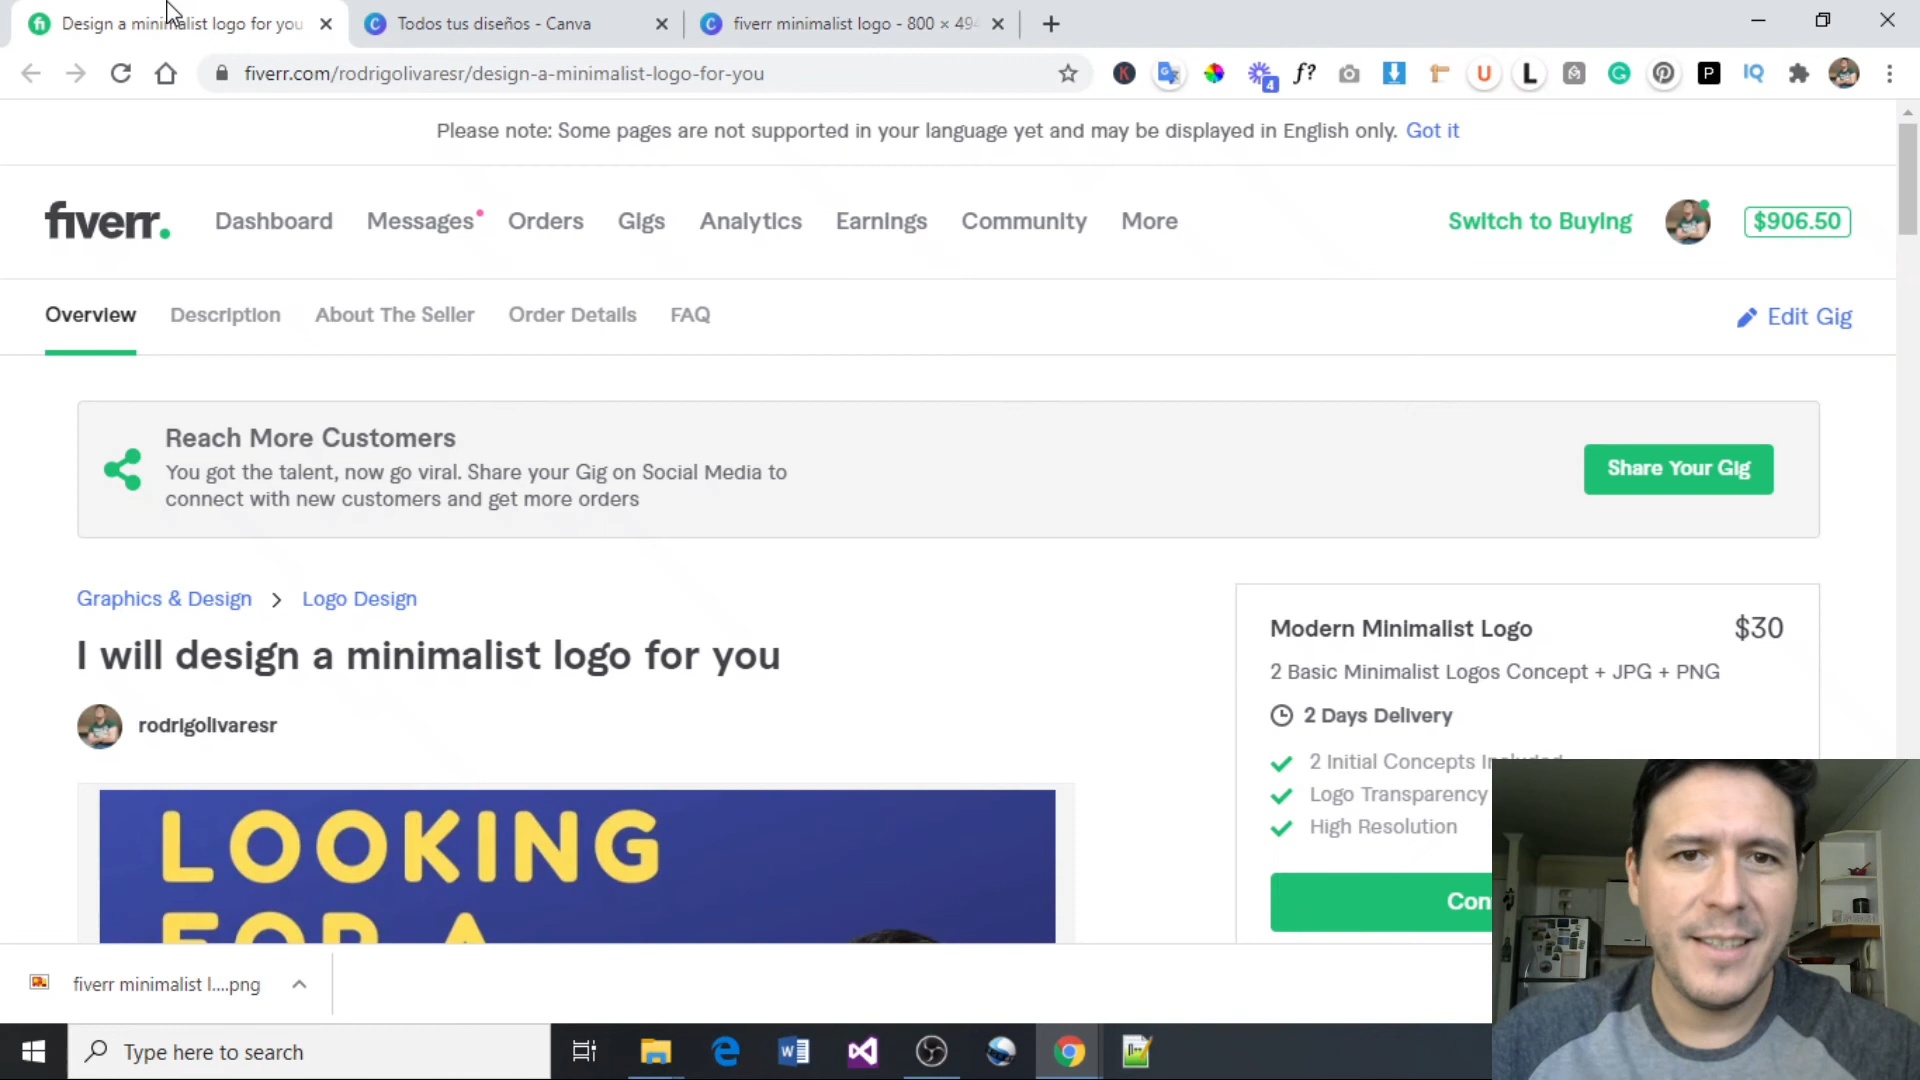 Design a minimalist logo for you
Todos tus diseños - Canva
fiverr minimalist logo - 800 × 494
fiverr.com/rodrigolivaresr/design-a-minimalist-logo-for-you
Please note: Some pages are not supported in your language yet and may be displayed in English only. Got it
fiverr.
Dashboard
Messages
Orders
Gigs
Analytics
Earnings
Community
More
Switch to Buying
$906.50
Overview
Description
About The Seller
Order Details
FAQ
Edit Gig
Reach More Customers
You got the talent, now go viral. Share your Gig on Social Media to
connect with new customers and get more orders
Share Your Gig
Graphics & Design
Logo Design
I will design a minimalist logo for you
rodrigolivaresr
LOOKING
FOR A
Modern Minimalist Logo
$30
2 Basic Minimalist Logos Concept + JPG + PNG
2 Days Delivery
2 Initial Concepts Included
Logo Transparency
High Resolution
Con
fiverr minimalist l....png
Type here to search